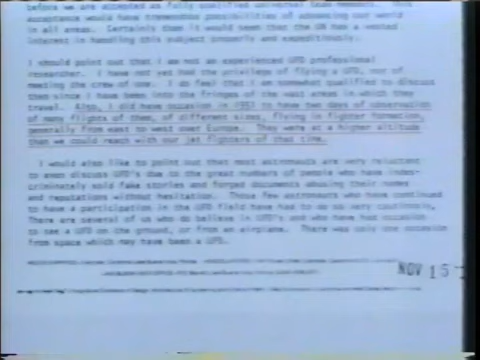 before we are accepted as fully qualified universal team members. This
acceptance would have tremendous possibilities of advancing our world
in all areas. Certainly then it would seem that the UN has a vested
interest in handling this subject properly and expeditiously.
I should point out that I am not an experienced UFO professional
researcher. I have not yet had the privilege of flying a UFO, nor of
meeting the crew of one. I do feel that I am somewhat qualified to discuss
them since I have been into the fringes of the vast areas in which they
travel. Also, I did have occasion in 1951 to have two days of observation
of many flights of them, of different sizes, flying in fighter formation,
generally from east to west over Europe. They were at a higher altitude
than we could reach with our jet fighters of that time.
I would also like to point out that most astronauts are very reluctant
to even discuss UFO's due to the great numbers of people who have indis-
criminately sold fake stories and forged documents abusing their names
and reputations without hesitation. Those few astronauts who have continued
to have a participation in the UFO field have had to do so very cautiously.
There are several of us who do believe in UFO's and who have had occasion
to see a UFO on the ground, or from an airplane. There was only one occasion
from space which may have been a UFO.
NOV 15